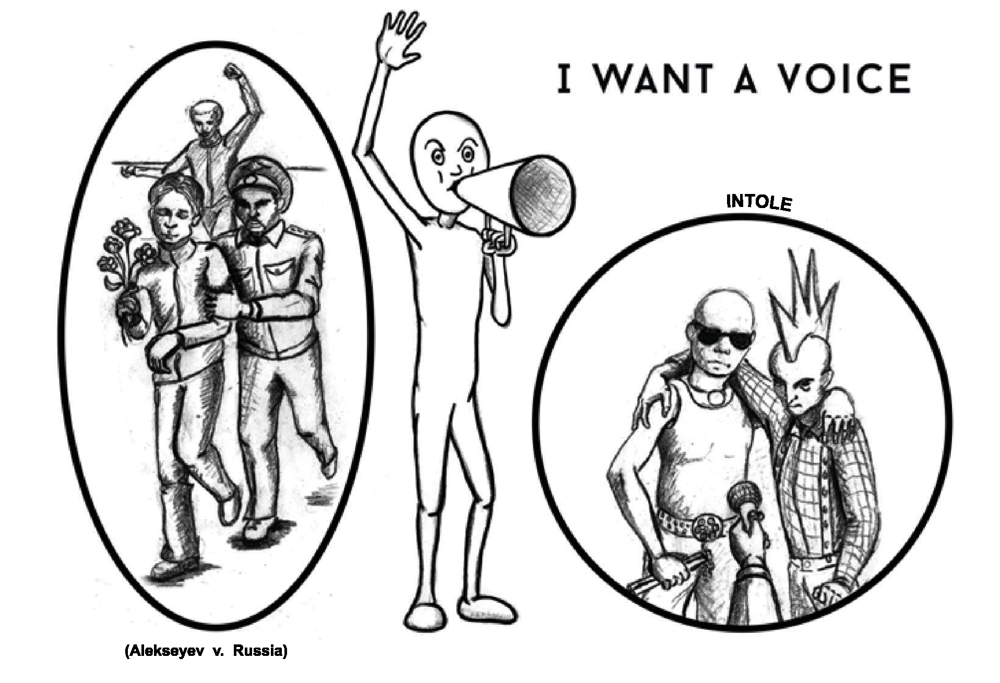 I WANT A VOICE
INTOLE
(Alekseyev v. Russia)